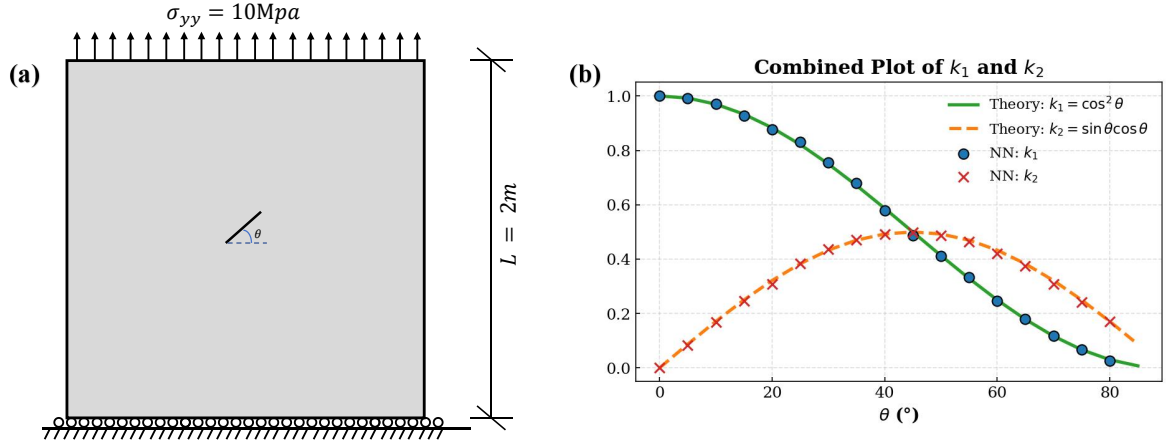 σyy = 10Mpa
(a)
θ
L = 2m
(b)
Combined Plot of k1 and k2
Theory: k1 = cos²θ
Theory: k2 = sinθcosθ
NN: k1
NN: k2
1.0
0.8
0.6
0.4
0.2
0.0
0 20 40 60 80
θ (°)